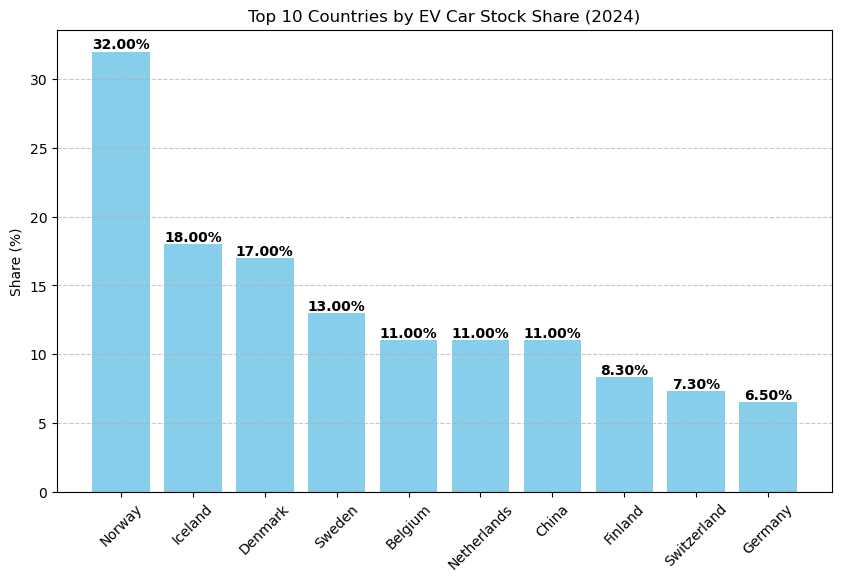 Top 10 Countries by EV Car Stock Share (2024)
Share (%)
30
25
20
15
10
5
0
32.00%
18.00%
17.00%
13.00%
11.00%
11.00%
11.00%
8.30%
7.30%
6.50%
Norway
Iceland
Denmark
Sweden
Belgium
Netherlands
China
Finland
Switzerland
Germany